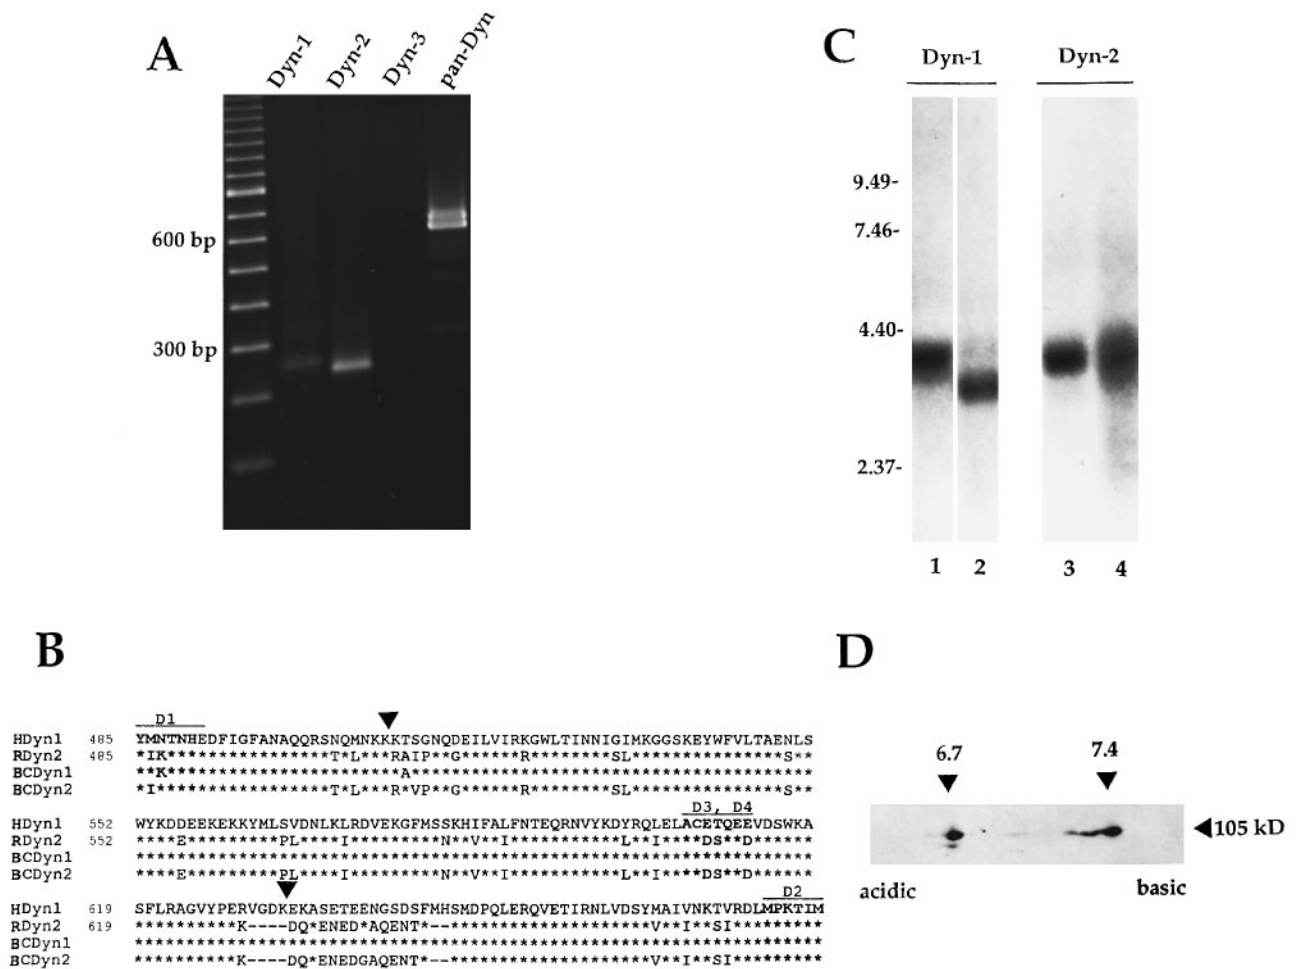 A
Dyn-1
Dyn-2
Dyn-3
pan-Dyn
600 bp
300 bp
C
Dyn-1
Dyn-2
9.49-
7.46-
4.40-
2.37-
1
2
3
4
B
D1
HDyn1 485 YMNTNHEDFIGFANAQQRSNQMNKKKTSGNQDEILVIRKGWLTINNIGIMKGGSKEYWFVLTAENLS
RDyn2 485 *IK****************T*L***RAIP**G******R********SL***************S**
BCDyn1 **K***********************A****************************************
BCDyn2 *I*****************T*L***R*VP**G******R********SL***************S**
D3, D4
HDyn1 552 WYKDDEEKEKKYMLSVDNLKLRDVEKGFMSSKHIFALFNTEQRNVYKDYRQLELACETQEEVDSWKA
RDyn2 552 ****E*********PL****I*********N**V**I***********L**I****DS**D******
BCDyn1 *******************************************************************
BCDyn2 ****E*********PL****I*********N**V**I***********L**I****DS**D******
HDyn1 619 SFLRAGVYPERVGDKEKASETEENGSDSFMHSMDPQLERQVETIRNLVDSYMAIVNKTVRDLMPKTIM
D2
RDyn2 619 **********K----DQ*ENED*AQENT*--*********************V**I***SI*******
BCDyn1 ********************************************************************
BCDyn2 **********K----DQ*ENEDGAQENT*--*********************V**I***SI*******
D
6.7
7.4
105 kD
acidic
basic